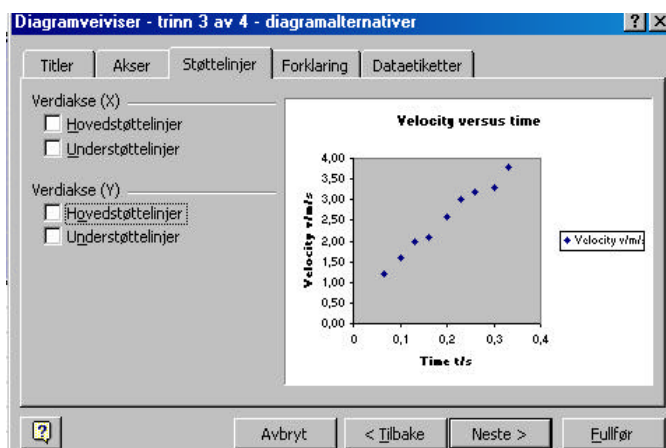 Diagramveiviser - trinn 3 av 4 - diagramalternativer
Titler Akser Støttelinjer Forklaring Dataetiketter
Verdiakse (X)
Hovedstøttelinjer
Understøttelinjer
Verdiakse (Y)
Hovedstøttelinjer
Understøttelinjer
Velocity versus time
4,00
3,50
3,00
2,50
2,00
1,50
1,00
0,50
0,00
Velocity v/m/s
0 0,1 0,2 0,3 0,4
Time t/s
Velocity v/m/s
Avbryt < Tilbake Neste > Fullfør